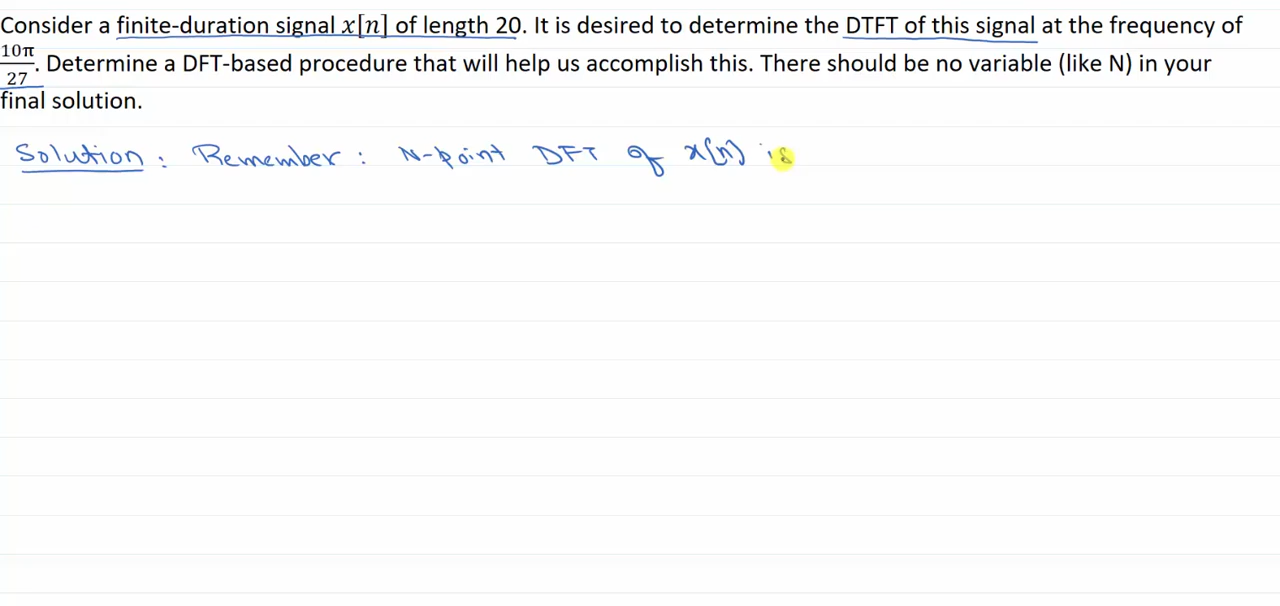 Consider a finite-duration signal x[n] of length 20. It is desired to determine the DTFT of this signal at the frequency of
10π/27. Determine a DFT-based procedure that will help us accomplish this. There should be no variable (like N) in your
final solution.
Solution: Remember: N-point DFT of x[n] is